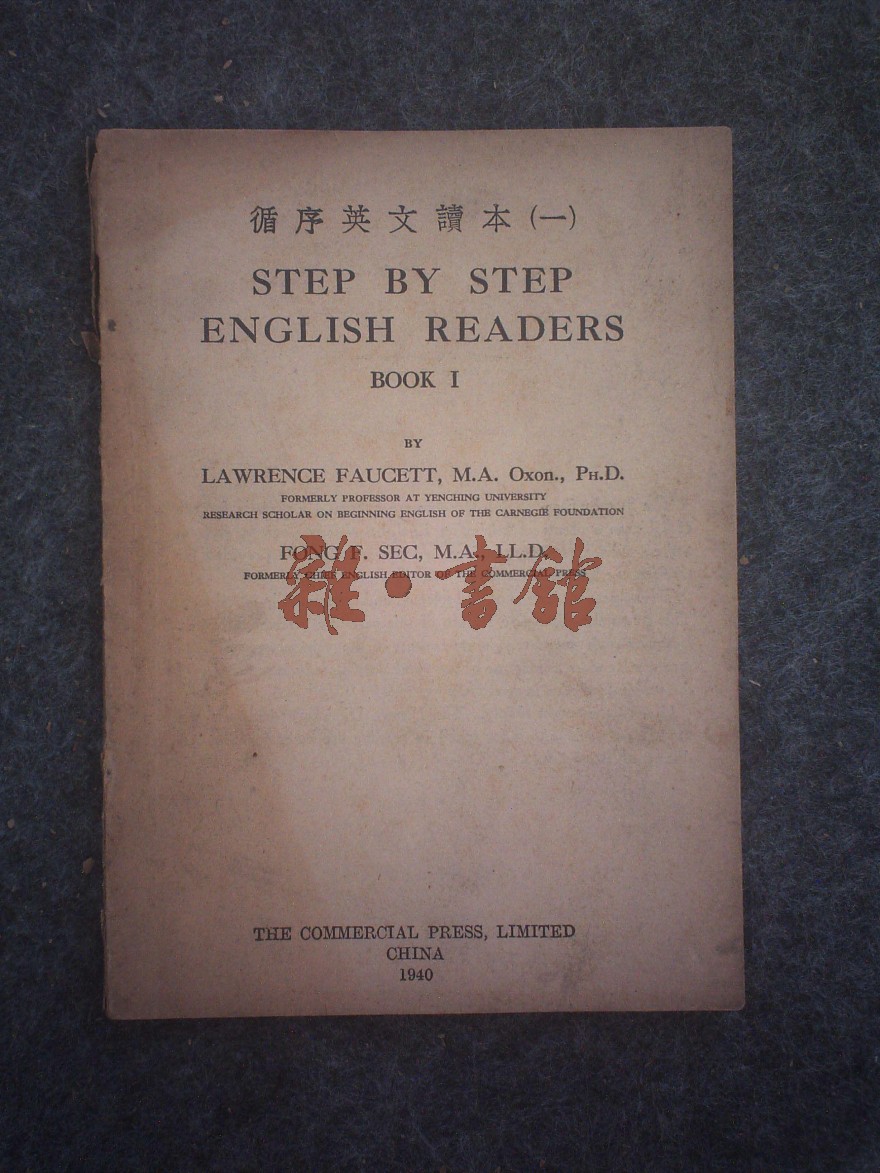 循序英文讀本(一)
STEP BY STEP
ENGLISH READERS
BOOK I
BY
LAWRENCE FAUCETT, M.A. Oxon., Ph.D.
FORMERLY PROFESSOR AT YENCHING UNIVERSITY
RESEARCH SCHOLAR ON BEGINNING ENGLISH OF THE CARNEGIE FOUNDATION
FONG F. SEC, M.A., LL.D.
FORMERLY CHIEF ENGLISH EDITOR OF THE COMMERCIAL PRESS
雜·書館
THE COMMERCIAL PRESS, LIMITED
CHINA
1940